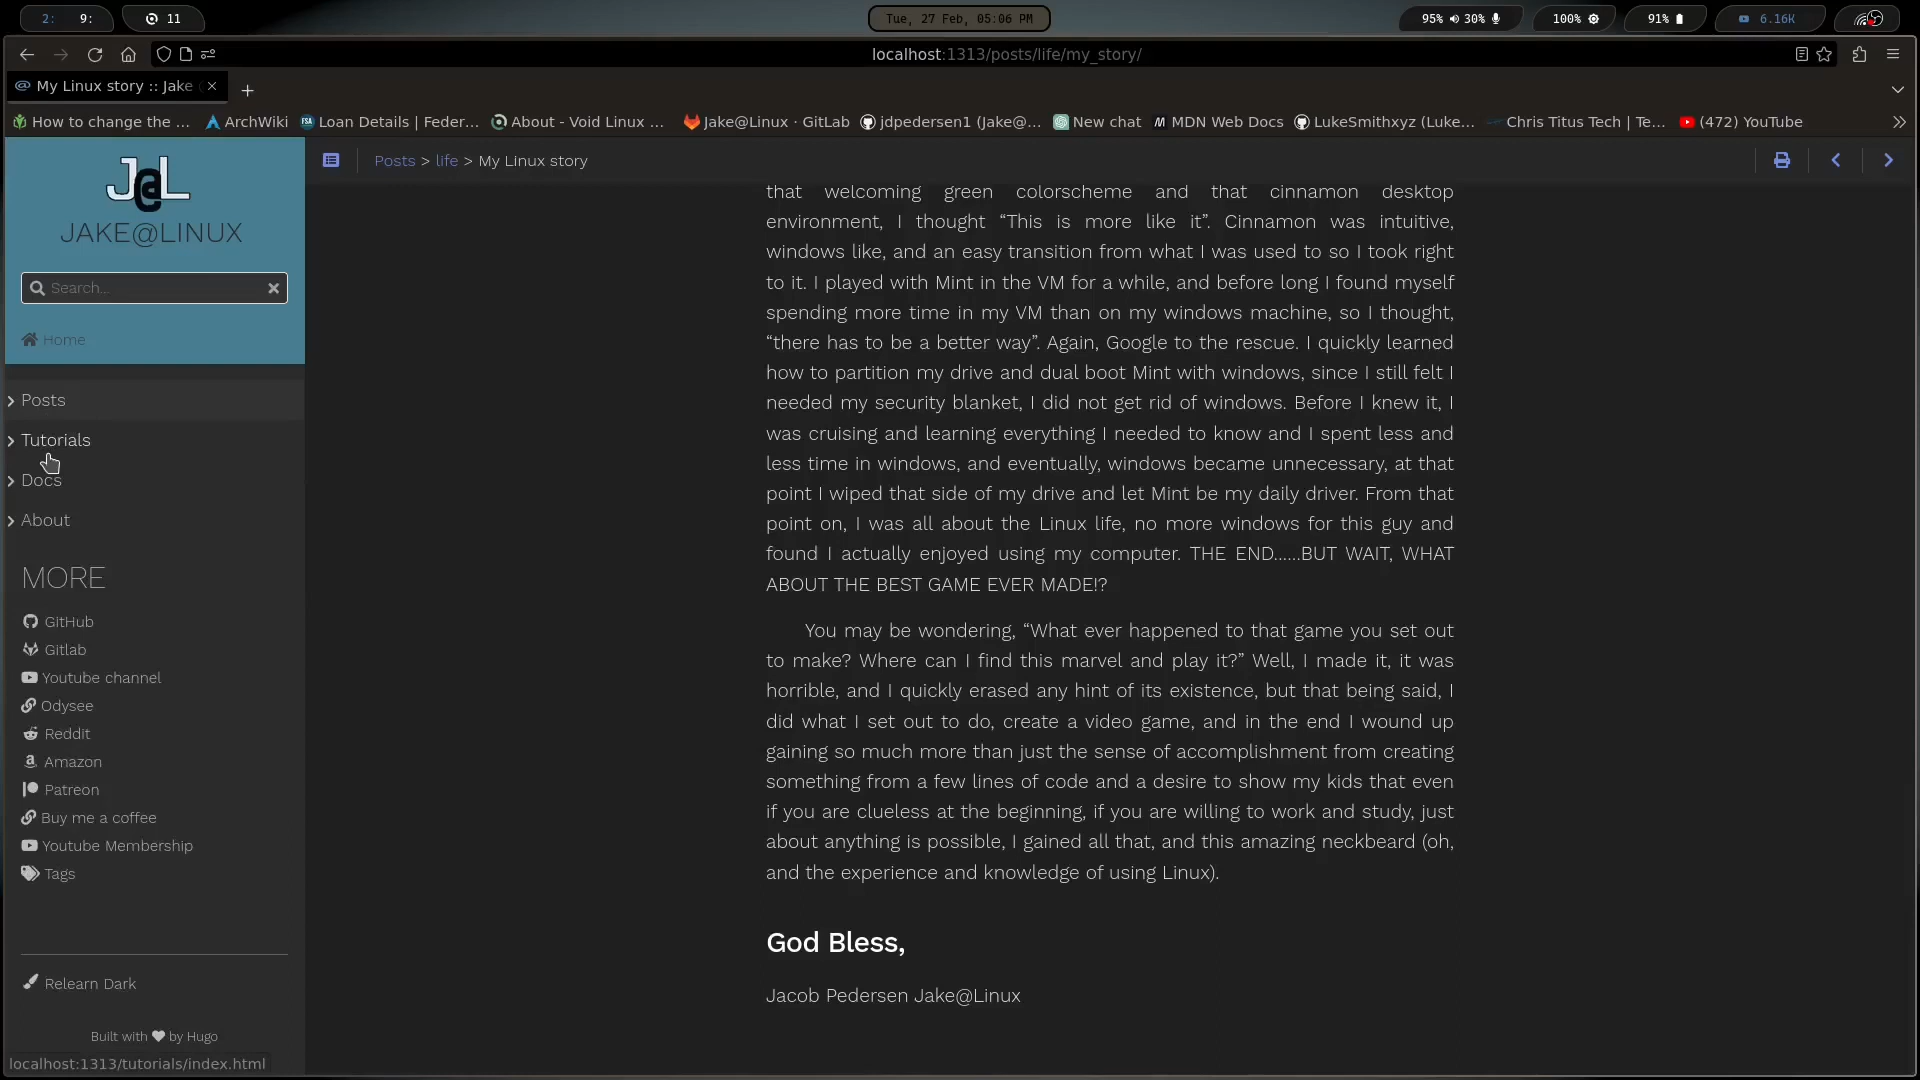 2: 9: 11
Tue, 27 Feb, 05:06 PM
95% 30% 100% 91% 6.16K
localhost:1313/posts/life/my_story/
My Linux story :: Jake
How to change the ... ArchWiki Loan Details | Feder... About - Void Linux ... Jake@Linux · GitLab jdpedersen1 (Jake@... New chat MDN Web Docs LukeSmithxyz (Luke... Chris Titus Tech | Te... (472) YouTube
JAKE@LINUX
Search...
Home
Posts
Tutorials
Docs
About
MORE
GitHub
Gitlab
Youtube channel
Odysee
Reddit
Amazon
Patreon
Buy me a coffee
Youtube Membership
Tags
Relearn Dark
Built with ❤ by Hugo
localhost:1313/tutorials/index.html
Posts > life > My Linux story
that welcoming green colorscheme and that cinnamon desktop
environment, I thought “This is more like it”. Cinnamon was intuitive,
windows like, and an easy transition from what I was used to so I took right
to it. I played with Mint in the VM for a while, and before long I found myself
spending more time in my VM than on my windows machine, so I thought,
“there has to be a better way”. Again, Google to the rescue. I quickly learned
how to partition my drive and dual boot Mint with windows, since I still felt I
needed my security blanket, I did not get rid of windows. Before I knew it, I
was cruising and learning everything I needed to know and I spent less and
less time in windows, and eventually, windows became unnecessary, at that
point I wiped that side of my drive and let Mint be my daily driver. From that
point on, I was all about the Linux life, no more windows for this guy and
found I actually enjoyed using my computer. THE END......BUT WAIT, WHAT
ABOUT THE BEST GAME EVER MADE!?
You may be wondering, “What ever happened to that game you set out
to make? Where can I find this marvel and play it?” Well, I made it, it was
horrible, and I quickly erased any hint of its existence, but that being said, I
did what I set out to do, create a video game, and in the end I wound up
gaining so much more than just the sense of accomplishment from creating
something from a few lines of code and a desire to show my kids that even
if you are clueless at the beginning, if you are willing to work and study, just
about anything is possible, I gained all that, and this amazing neckbeard (oh,
and the experience and knowledge of using Linux).
God Bless,
Jacob Pedersen Jake@Linux